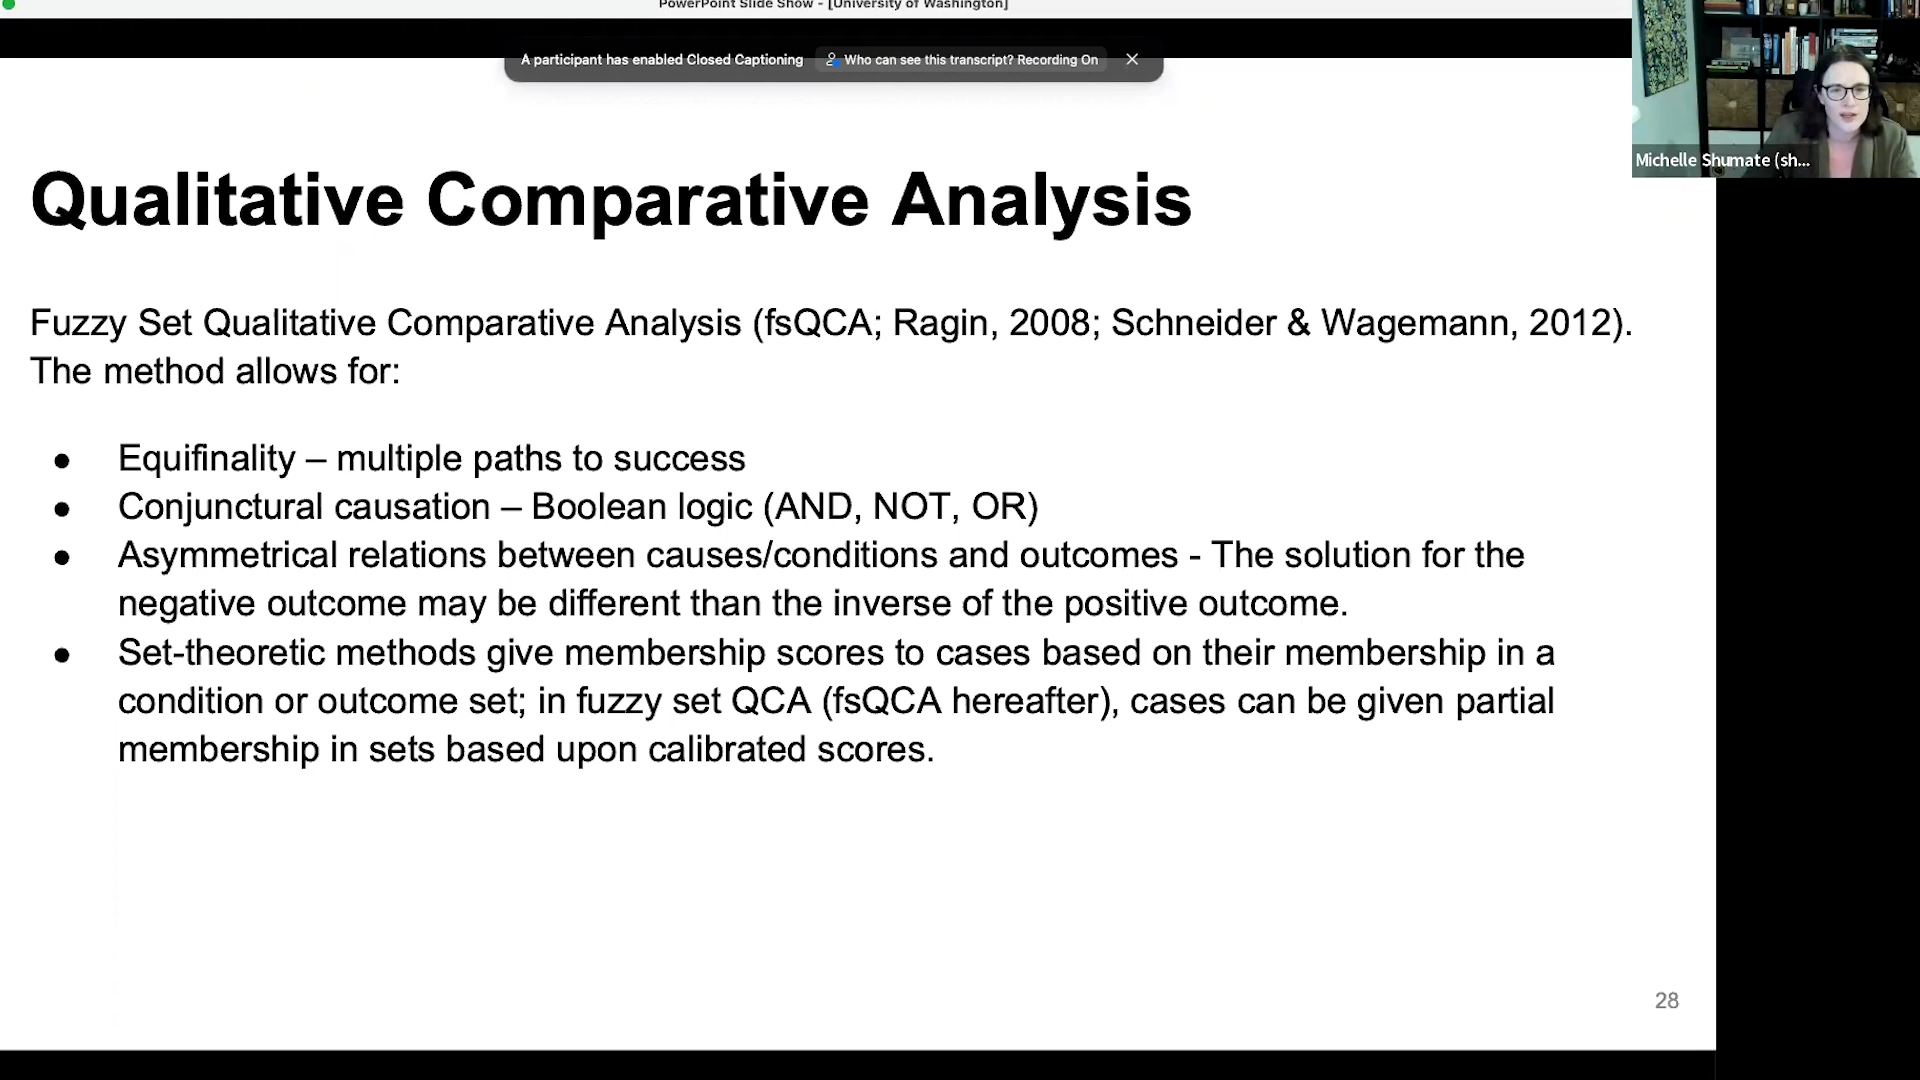 PowerPoint Slide Show - [University of Washington]
A participant has enabled Closed Captioning
Who can see this transcript? Recording On
Michelle Shumate (sh...
Qualitative Comparative Analysis
Fuzzy Set Qualitative Comparative Analysis (fsQCA; Ragin, 2008; Schneider & Wagemann, 2012).
The method allows for:
● Equifinality – multiple paths to success
● Conjunctural causation – Boolean logic (AND, NOT, OR)
● Asymmetrical relations between causes/conditions and outcomes - The solution for the
negative outcome may be different than the inverse of the positive outcome.
● Set-theoretic methods give membership scores to cases based on their membership in a
condition or outcome set; in fuzzy set QCA (fsQCA hereafter), cases can be given partial
membership in sets based upon calibrated scores.
28